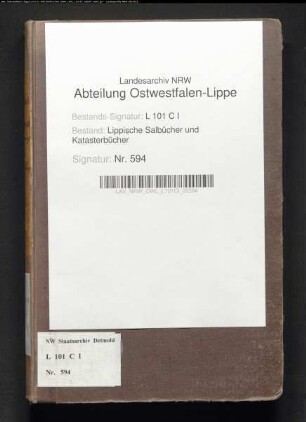 Landesarchiv NRW
Abteilung Ostwestfalen-Lippe
Bestands-Signatur: L 101 C I
Bestand: Lippische Salbücher und
Katasterbücher
Signatur: Nr. 594
NW Staatsarchiv Detmold
L 101 C I
Nr. 594